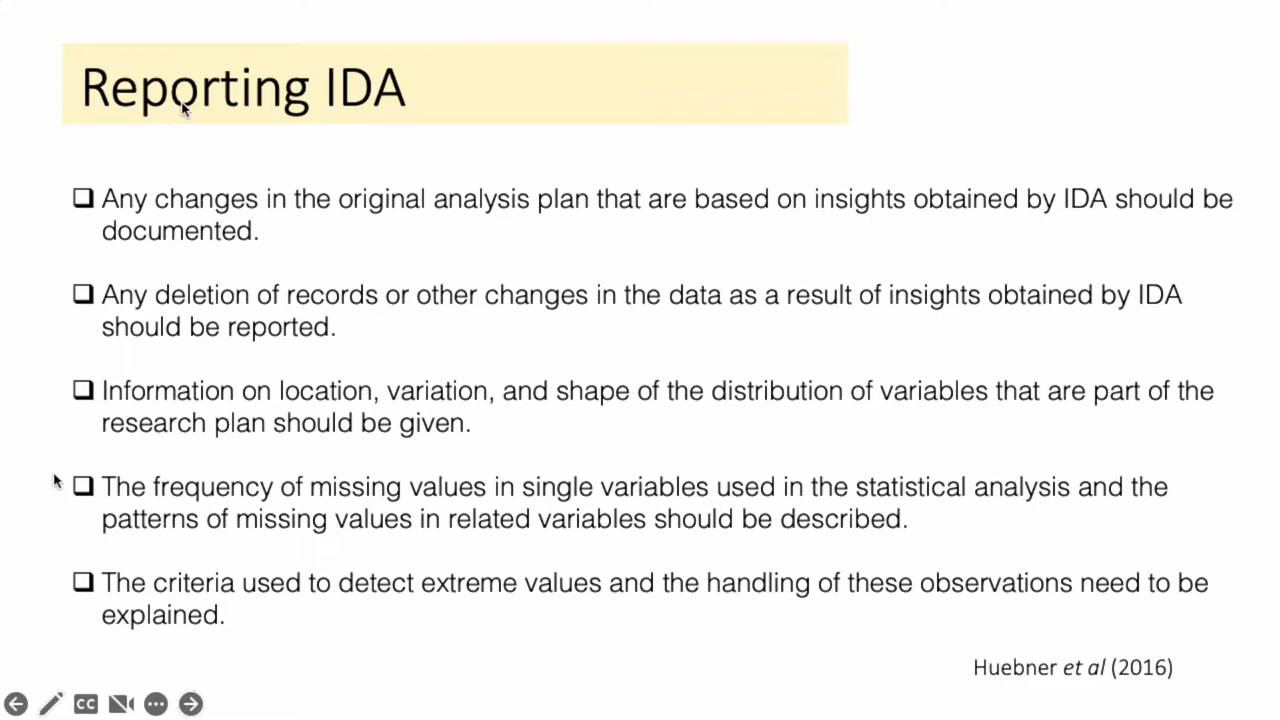 Reporting IDA
Any changes in the original analysis plan that are based on insights obtained by IDA should be
documented.
Any deletion of records or other changes in the data as a result of insights obtained by IDA
should be reported.
Information on location, variation, and shape of the distribution of variables that are part of the
research plan should be given.
The frequency of missing values in single variables used in the statistical analysis and the
patterns of missing values in related variables should be described.
The criteria used to detect extreme values and the handling of these observations need to be
explained.
Huebner et al (2016)
CC